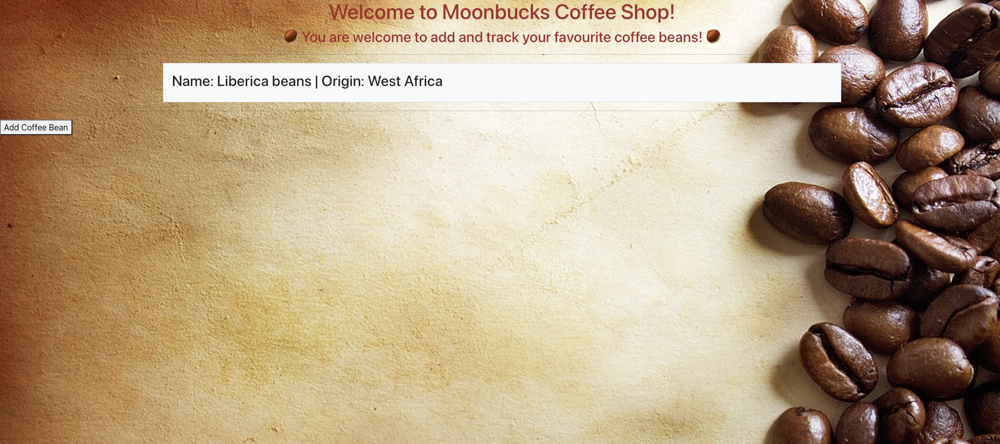 Welcome to Moonbucks Coffee Shop!
You are welcome to add and track your favourite coffee beans!
Name: Liberica beans | Origin: West Africa
Add Coffee Bean